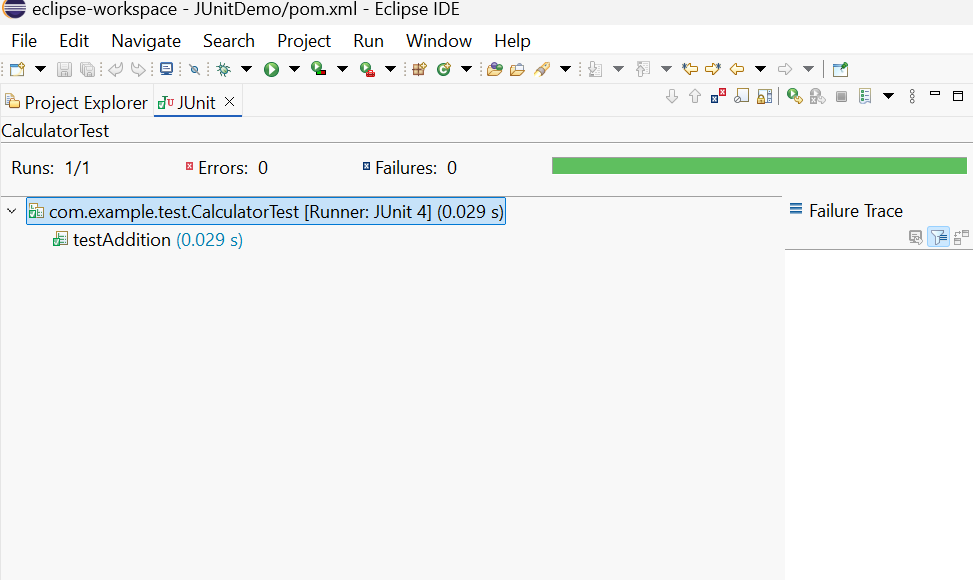 eclipse-workspace - JUnitDemo/pom.xml - Eclipse IDE
File Edit Navigate Search Project Run Window Help
Project Explorer JUnit
CalculatorTest
Runs: 1/1 Errors: 0 Failures: 0
com.example.test.CalculatorTest [Runner: JUnit 4] (0.029 s)
Failure Trace
testAddition (0.029 s)